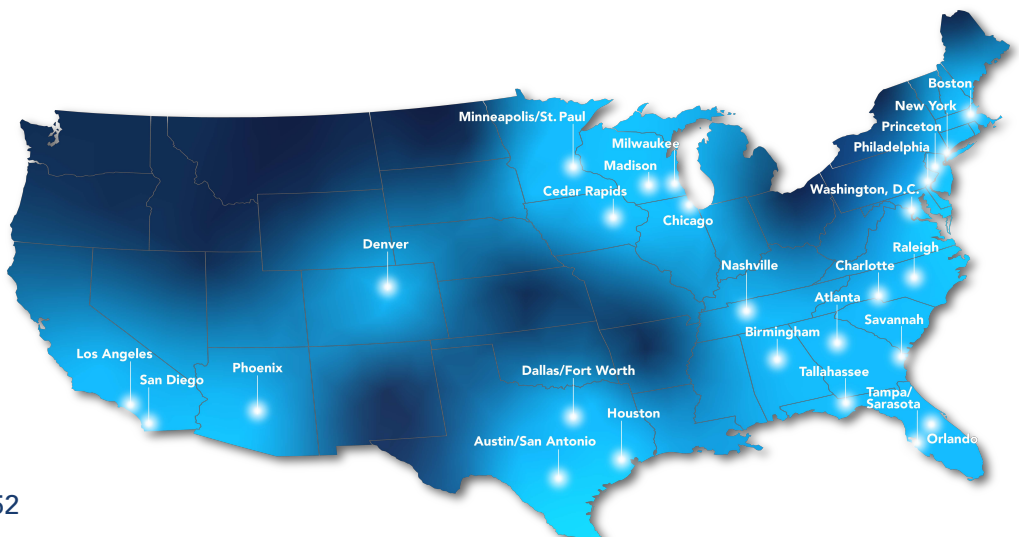 Boston
New York
Minneapolis/St. Paul
Princeton
Milwaukee
Philadelphia
Madison
Cedar Rapids
Washington, D.C.
Chicago
Denver
Raleigh
Nashville
Charlotte
Atlanta
Savannah
Birmingham
Los Angeles
Phoenix
Dallas/Fort Worth
Tallahassee
San Diego
Tampa/
Sarasota
Houston
Orlando
Austin/San Antonio
52